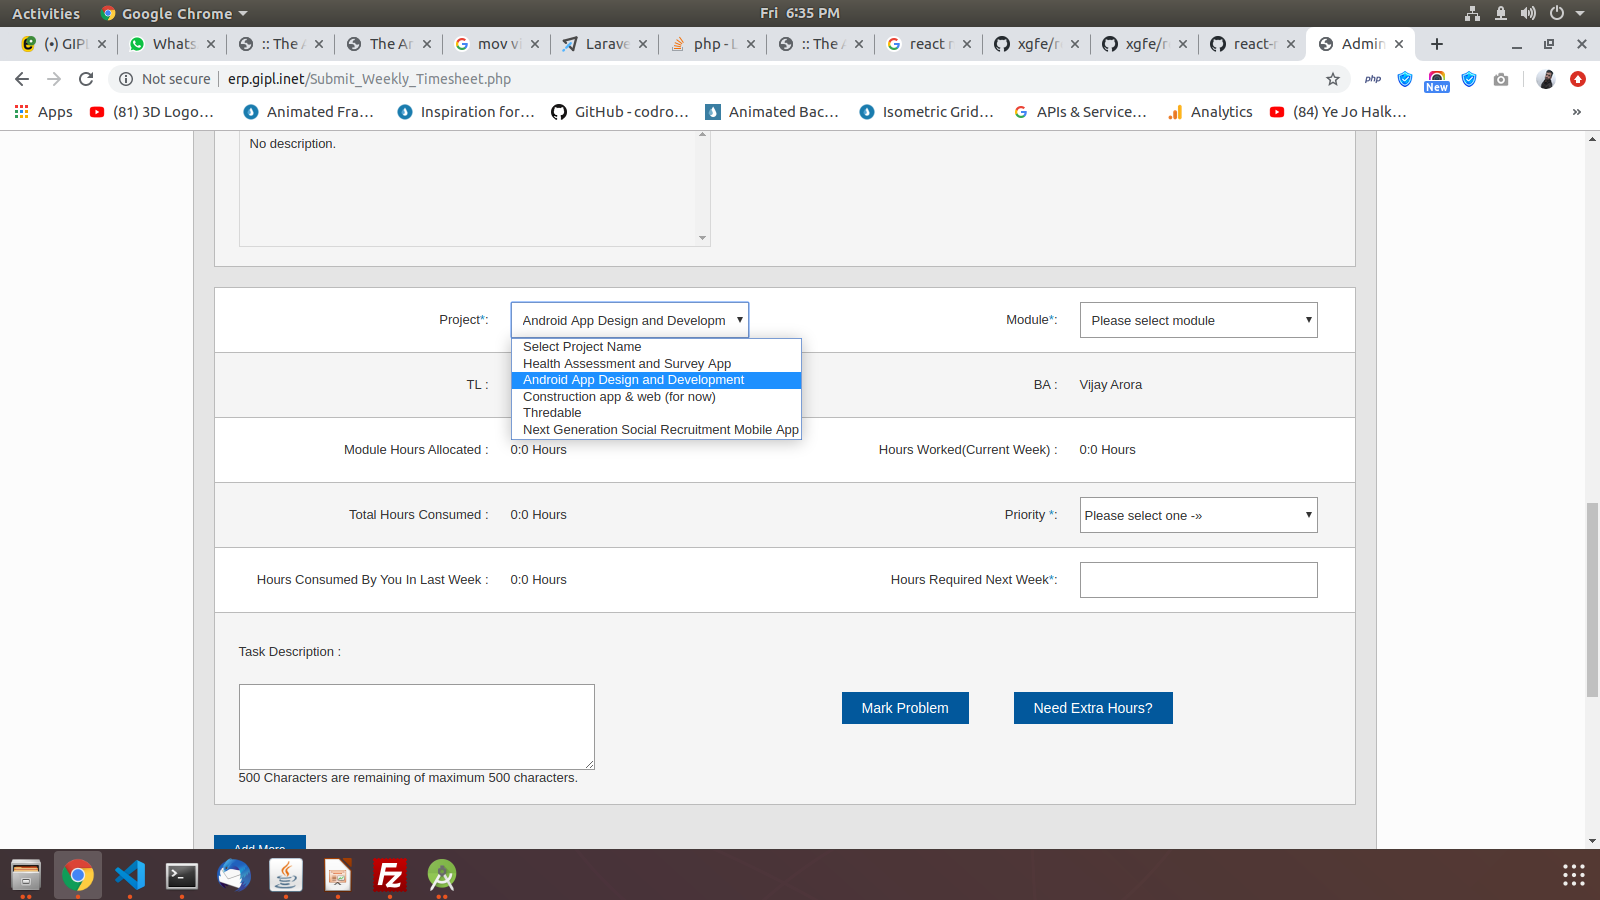 Activities
Google Chrome
Fri 6:35 PM
(•) GIPL
Whats
:: The A
The Ar
mov vi
Larave
php - L
:: The A
react n
xgfe/r
xgfe/r
react-r
Admin
Not secure
erp.gipl.inet/Submit_Weekly_Timesheet.php
php
New
Apps
(81) 3D Logo...
Animated Fra...
Inspiration for...
GitHub - codro...
Animated Bac...
Isometric Grid...
APIs & Service...
Analytics
(84) Ye Jo Halk...
»
No description.
Project*:
Android App Design and Developm
Module*:
Please select module
Select Project Name
Health Assessment and Survey App
Android App Design and Development
Construction app & web (for now)
Thredable
Next Generation Social Recruitment Mobile App
TL :
BA :
Vijay Arora
Module Hours Allocated :
0:0 Hours
Hours Worked(Current Week) :
0:0 Hours
Total Hours Consumed :
0:0 Hours
Priority *:
Please select one -»
Hours Consumed By You In Last Week :
0:0 Hours
Hours Required Next Week*:
Task Description :
Mark Problem
Need Extra Hours?
500 Characters are remaining of maximum 500 characters.
Add More